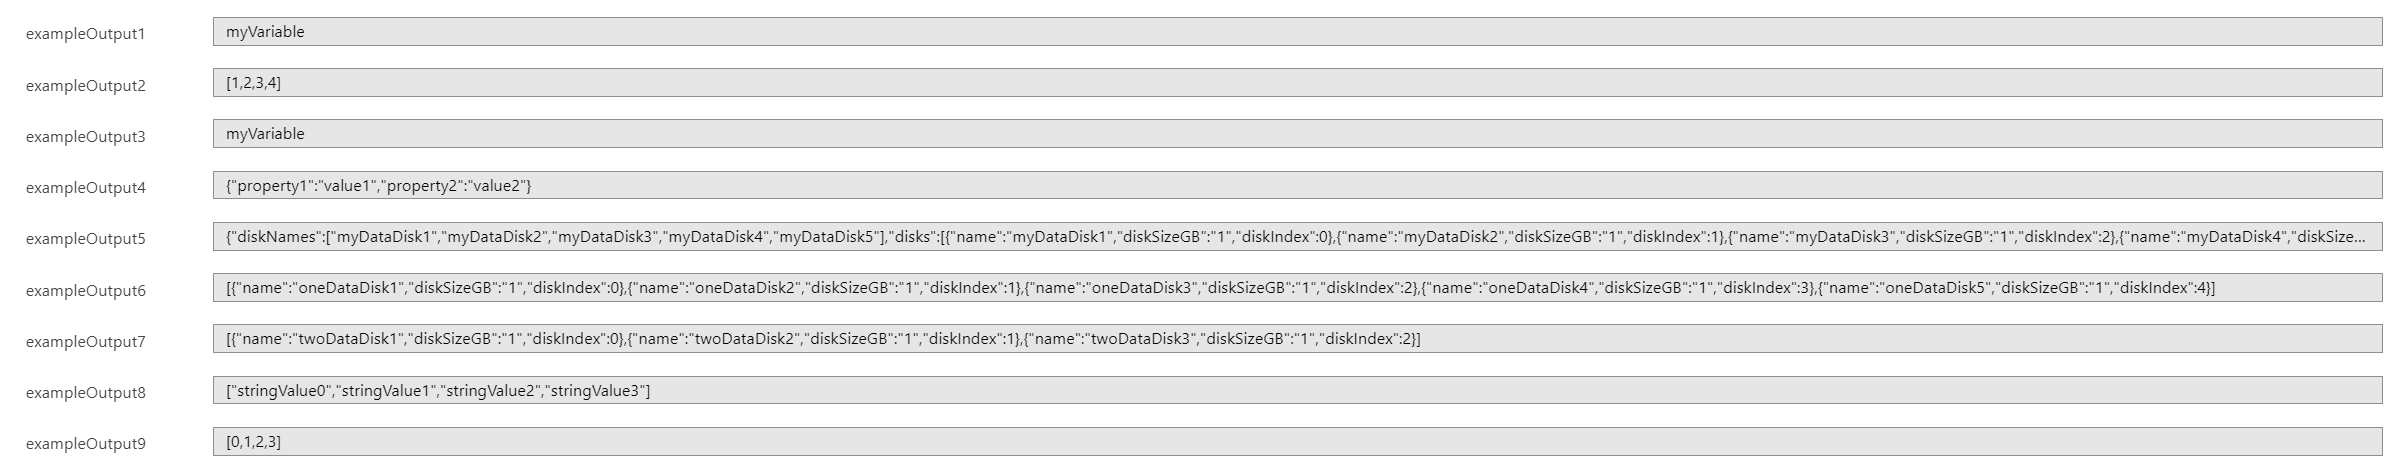 exampleOutput1 myVariable
exampleOutput2 [1,2,3,4]
exampleOutput3 myVariable
exampleOutput4 {"property1":"value1","property2":"value2"}
exampleOutput5 {"diskNames":["myDataDisk1","myDataDisk2","myDataDisk3","myDataDisk4","myDataDisk5"],"disks":[{"name":"myDataDisk1","diskSizeGB":"1","diskIndex":0},{"name":"myDataDisk2","diskSizeGB":"1","diskIndex":1},{"name":"myDataDisk3","diskSizeGB":"1","diskIndex":2},{"name":"myDataDisk4","diskSize...
exampleOutput6 [{"name":"oneDataDisk1","diskSizeGB":"1","diskIndex":0},{"name":"oneDataDisk2","diskSizeGB":"1","diskIndex":1},{"name":"oneDataDisk3","diskSizeGB":"1","diskIndex":2},{"name":"oneDataDisk4","diskSizeGB":"1","diskIndex":3},{"name":"oneDataDisk5","diskSizeGB":"1","diskIndex":4}]
exampleOutput7 [{"name":"twoDataDisk1","diskSizeGB":"1","diskIndex":0},{"name":"twoDataDisk2","diskSizeGB":"1","diskIndex":1},{"name":"twoDataDisk3","diskSizeGB":"1","diskIndex":2}]
exampleOutput8 ["stringValue0","stringValue1","stringValue2","stringValue3"]
exampleOutput9 [0,1,2,3]